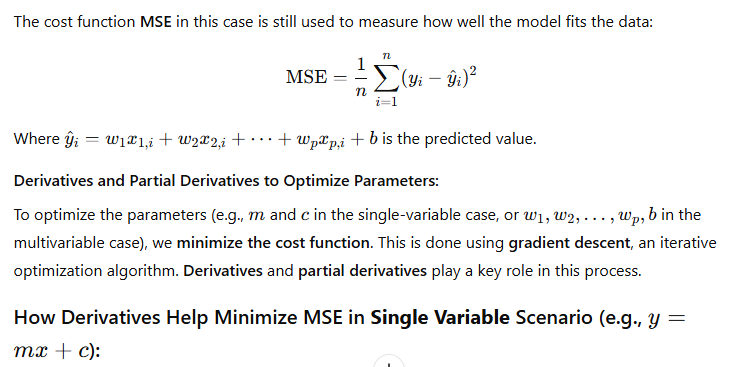 The cost function MSE in this case is still used to measure how well the model fits the data:
MSE = \frac{1}{n} \sum_{i=1}^{n} (y_i − ŷ_i)^2
Where ŷ_i = w_1x_{1,i} + w_2x_{2,i} + ⋯ + w_px_{p,i} + b is the predicted value.
Derivatives and Partial Derivatives to Optimize Parameters:
To optimize the parameters (e.g., m and c in the single-variable case, or w_1, w_2, . . . , w_p, b in the
multivariable case), we minimize the cost function. This is done using gradient descent, an iterative
optimization algorithm. Derivatives and partial derivatives play a key role in this process.
How Derivatives Help Minimize MSE in Single Variable Scenario (e.g., y =
mx + c):